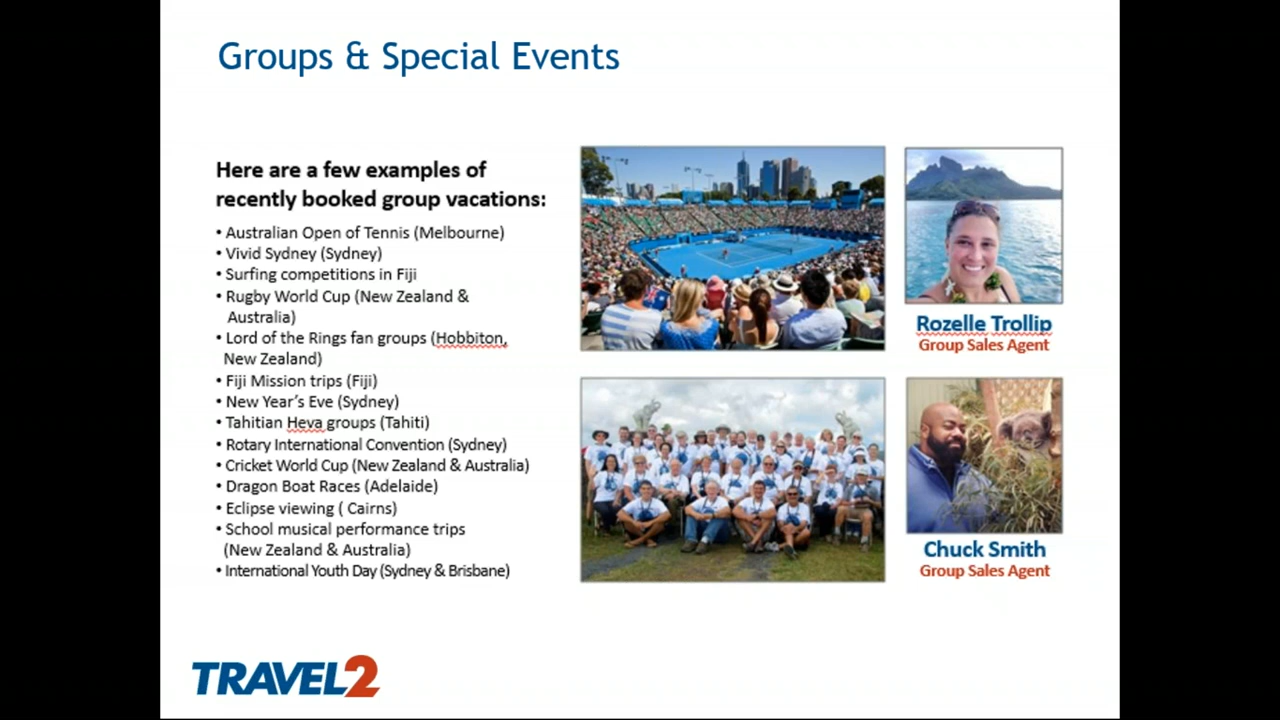 Groups & Special Events
Here are a few examples of
recently booked group vacations:
• Australian Open of Tennis (Melbourne)
• Vivid Sydney (Sydney)
• Surfing competitions in Fiji
• Rugby World Cup (New Zealand &
Australia)
• Lord of the Rings fan groups (Hobbiton,
New Zealand)
• Fiji Mission trips (Fiji)
• New Year's Eve (Sydney)
• Tahitian Heva groups (Tahiti)
• Rotary International Convention (Sydney)
• Cricket World Cup (New Zealand & Australia)
• Dragon Boat Races (Adelaide)
• Eclipse viewing ( Cairns)
• School musical performance trips
(New Zealand & Australia)
• International Youth Day (Sydney & Brisbane)
Rozelle Trollip
Group Sales Agent
Chuck Smith
Group Sales Agent
TRAVEL2